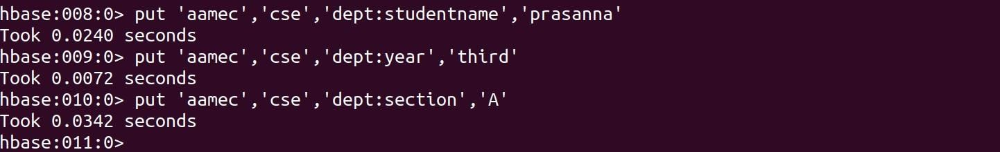 hbase:008:0> put 'aamec','cse','dept:studentname','prasanna'
Took 0.0240 seconds
hbase:009:0> put 'aamec','cse','dept:year','third'
Took 0.0072 seconds
hbase:010:0> put 'aamec','cse','dept:section','A'
Took 0.0342 seconds
hbase:011:0>